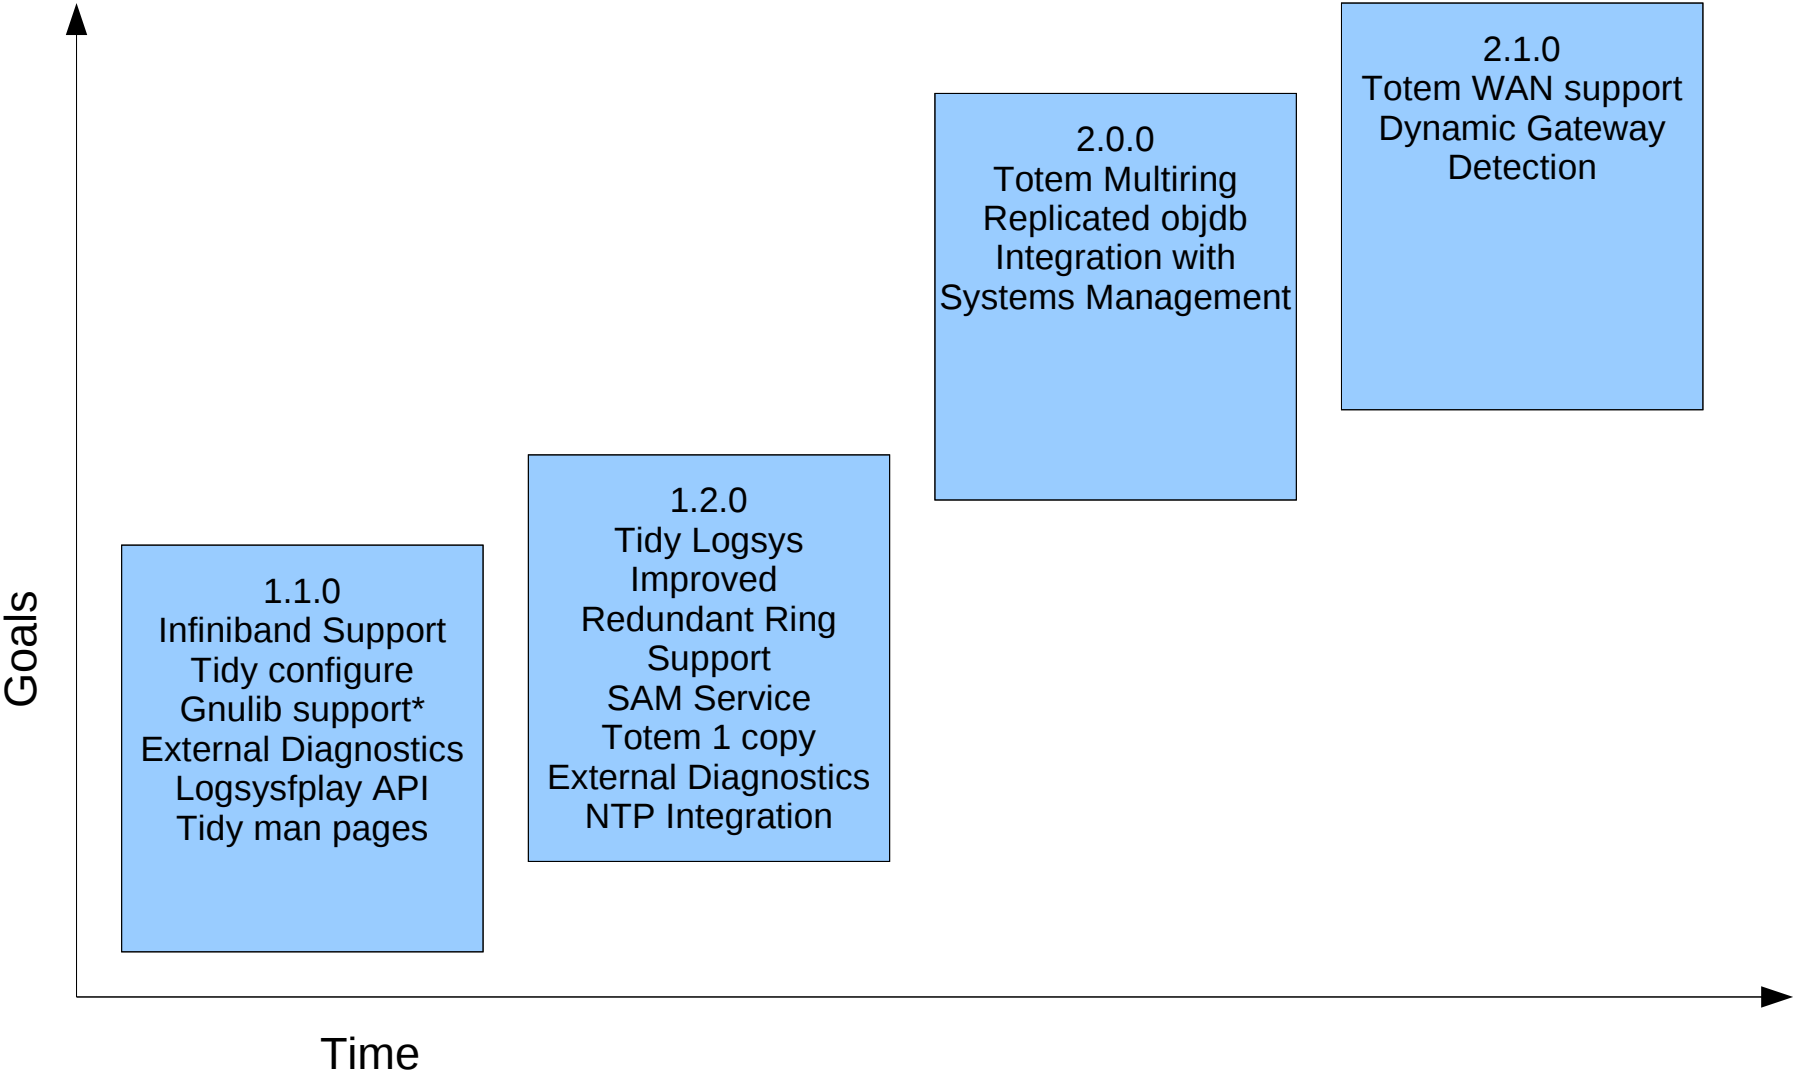 Goals
1.1.0
Infiniband Support
Tidy configure
Gnulib support*
External Diagnostics
Logsysfplay API
Tidy man pages
1.2.0
Tidy Logsys
Improved
Redundant Ring
Support
SAM Service
Totem 1 copy
External Diagnostics
NTP Integration
2.0.0
Totem Multiring
Replicated objdb
Integration with
Systems Management
2.1.0
Totem WAN support
Dynamic Gateway
Detection
Time